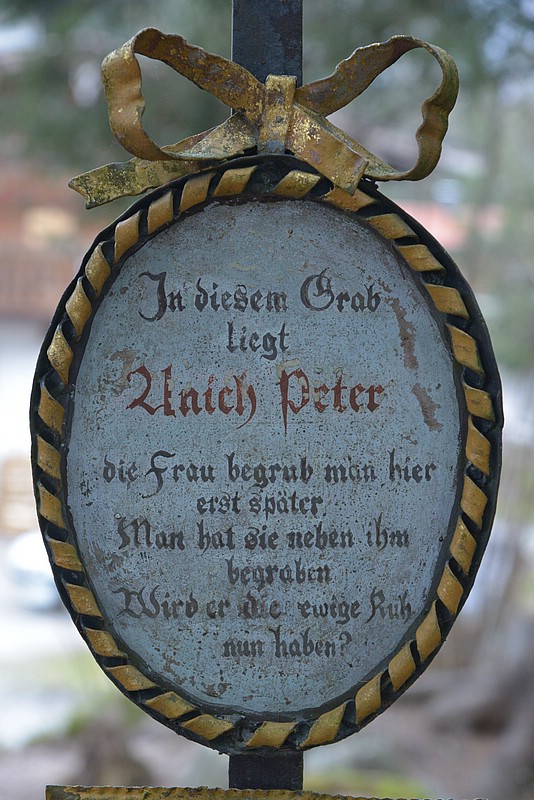 In diesem Grab
liegt
Unich Peter
die Frau begrub man hier
erst später.
Man hat sie neben ihm
begraben
Wird er die ewige Ruh
nun haben?